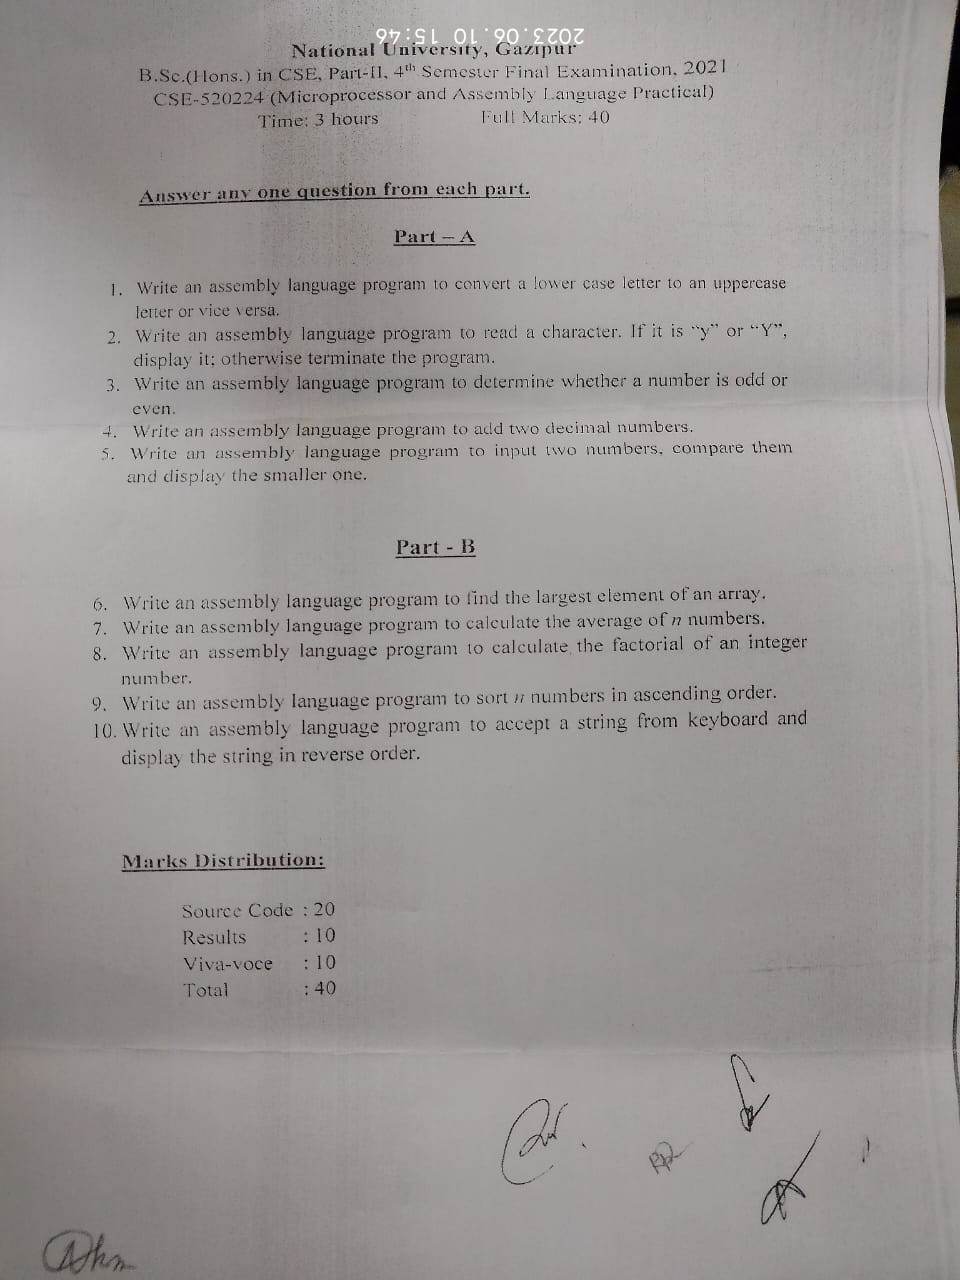 2023.06.10 15:46
National University, Gazipur
B.Sc.(Hons.) in CSE, Part-II, 4th Semester Final Examination, 2021
CSE-520224 (Microprocessor and Assembly Language Practical)
Time: 3 hours Full Marks: 40
Answer any one question from each part.
Part – A
1. Write an assembly language program to convert a lower case letter to an uppercase
letter or vice versa.
2. Write an assembly language program to read a character. If it is “y” or “Y”,
display it; otherwise terminate the program.
3. Write an assembly language program to determine whether a number is odd or
even.
4. Write an assembly language program to add two decimal numbers.
5. Write an assembly language program to input two numbers, compare them
and display the smaller one.
Part - B
6. Write an assembly language program to find the largest element of an array.
7. Write an assembly language program to calculate the average of n numbers.
8. Write an assembly language program to calculate the factorial of an integer
number.
9. Write an assembly language program to sort n numbers in ascending order.
10. Write an assembly language program to accept a string from keyboard and
display the string in reverse order.
Marks Distribution:
Source Code : 20
Results : 10
Viva-voce : 10
Total : 40